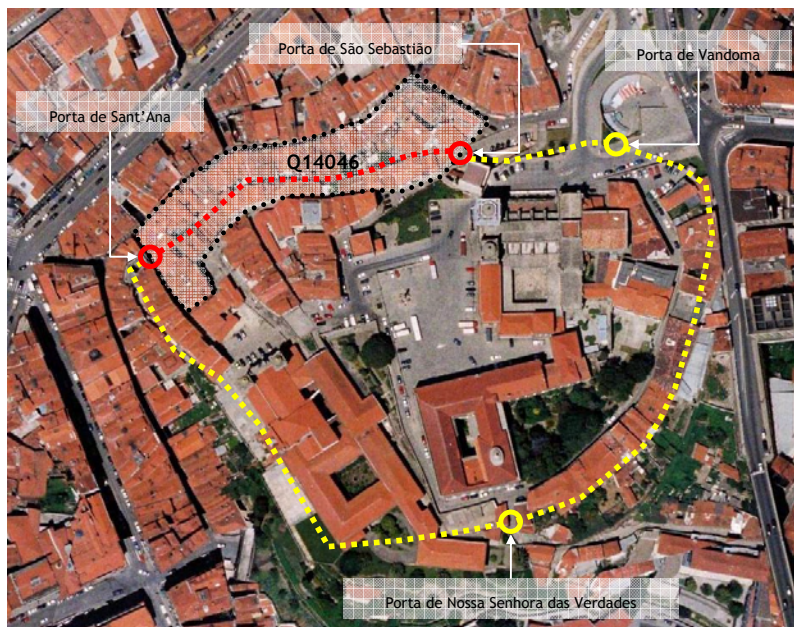 Porta de São Sebastião
Porta de Vandoma
Porta de Sant'Ana
Q14046
Porta de Nossa Senhora das Verdades